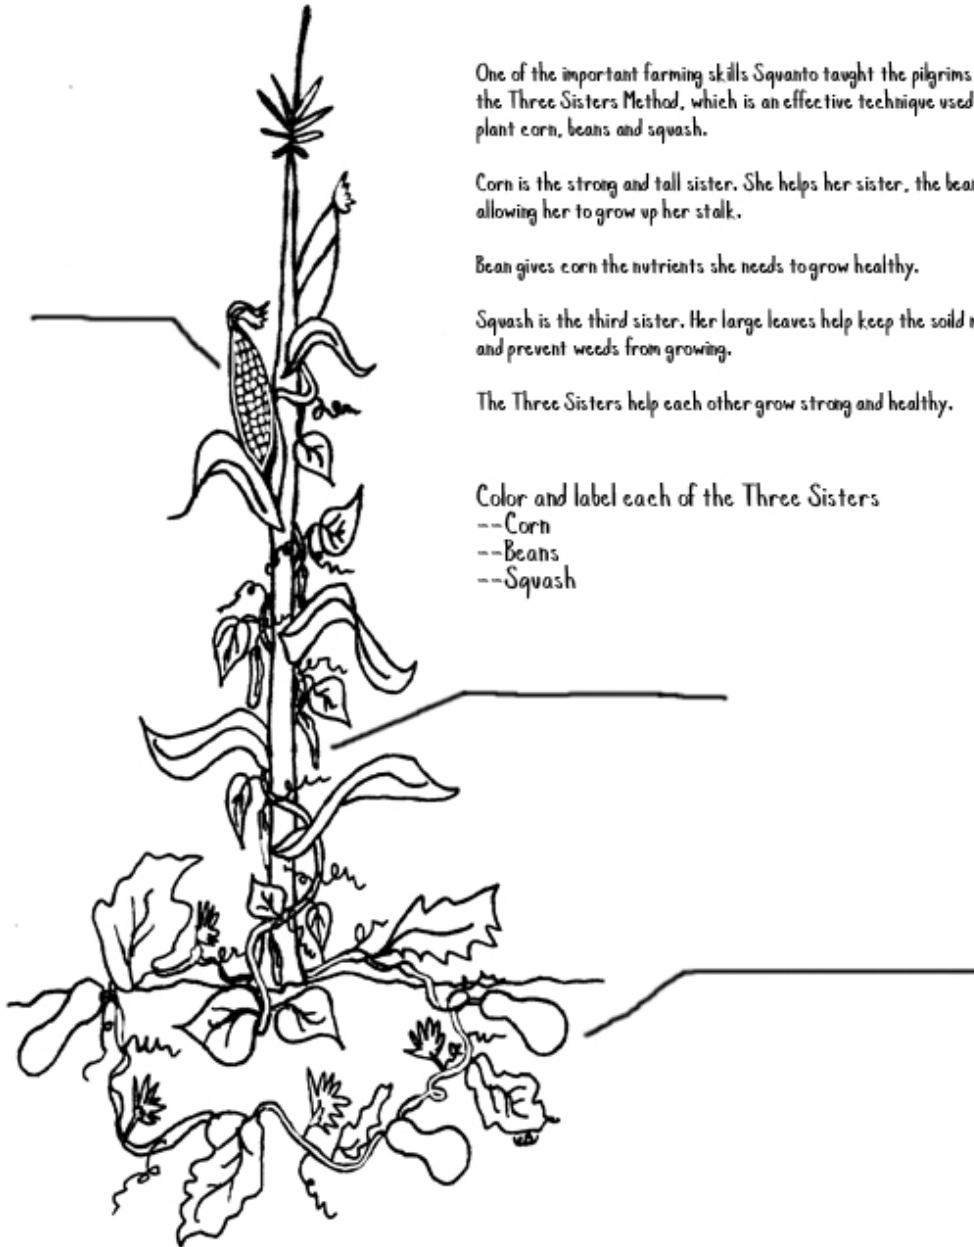 One of the important farming skills Squanto taught the pilgrims
the Three Sisters Method, which is an effective technique used
plant corn, beans and squash.
Corn is the strong and tall sister. She helps her sister, the
allowing her to grow up her stalk.
Bean gives corn the nutrients she needs to grow healthy.
Squash is the third sister. Her large leaves help keep the soild
and prevent weeds from growing.
The Three Sisters help each other grow strong and healthy.
Color and label each of the Three Sisters
--Corn
--Beans
--Squash